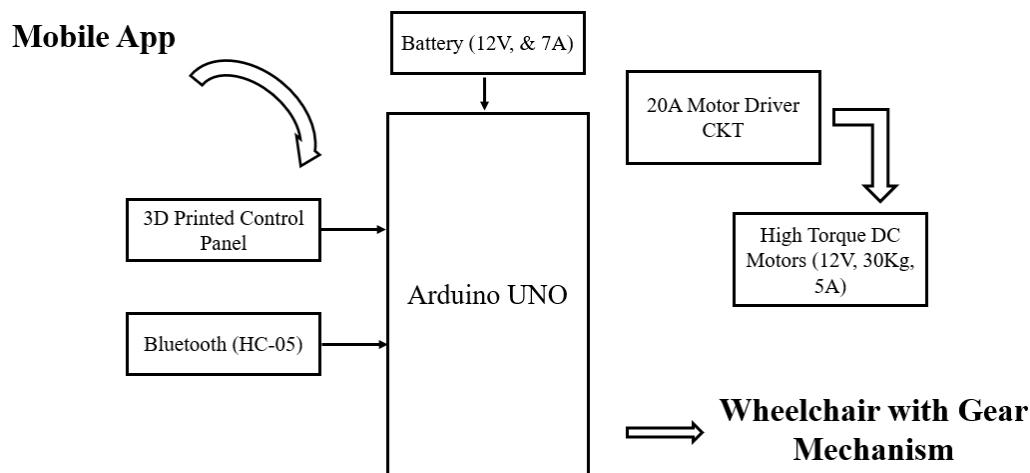 Mobile App
Battery (12V, & 7A)
20A Motor Driver
CKT
3D Printed Control
Panel
High Torque DC
Motors (12V, 30Kg,
5A)
Arduino UNO
Bluetooth (HC-05)
Wheelchair with Gear
Mechanism